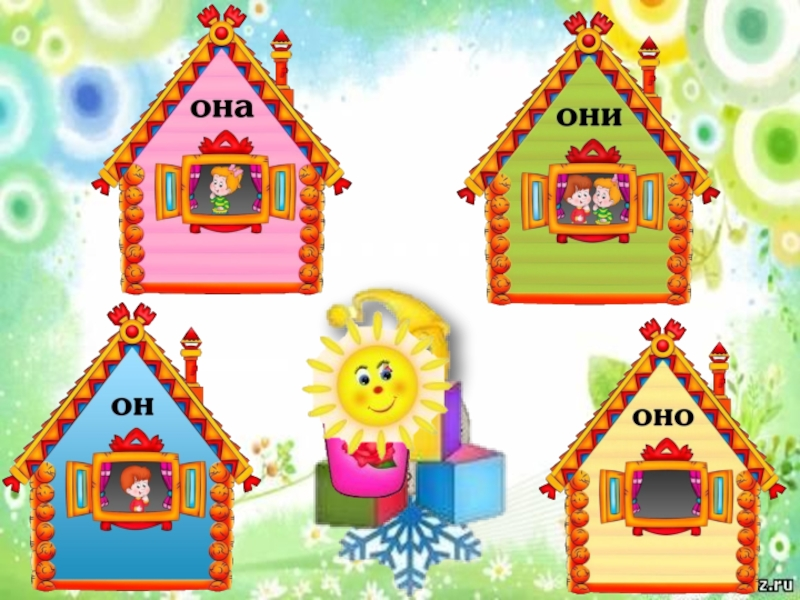 она
они
он
оно
z.ru